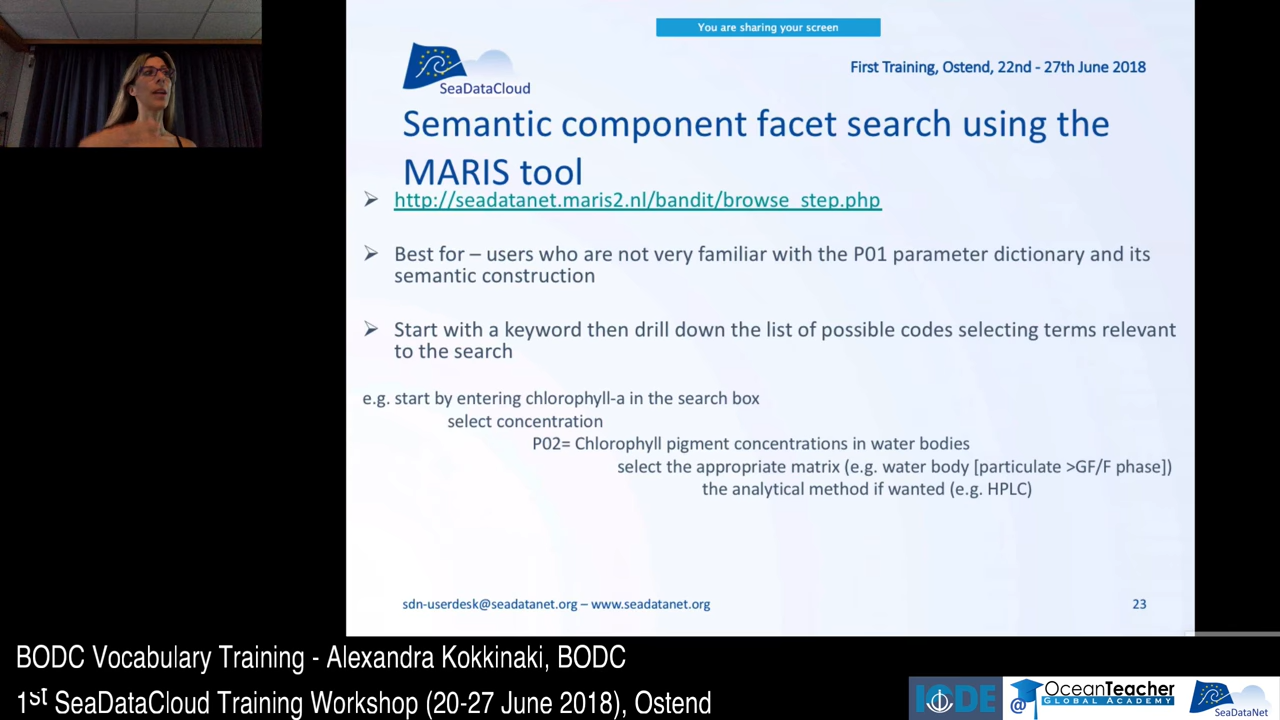 You are sharing your screen
SeaDataCloud
First Training, Ostend, 22nd - 27th June 2018
Semantic component facet search using the
MARIS tool
http://seadatanet.maris2.nl/bandit/browse_step.php
Best for – users who are not very familiar with the P01 parameter dictionary and its
semantic construction
Start with a keyword then drill down the list of possible codes selecting terms relevant
to the search
e.g. start by entering chlorophyll-a in the search box
select concentration
P02= Chlorophyll pigment concentrations in water bodies
select the appropriate matrix (e.g. water body [particulate >GF/F phase])
the analytical method if wanted (e.g. HPLC)
sdn-userdesk@seadatanet.org – www.seadatanet.org
23
BODC Vocabulary Training - Alexandra Kokkinaki, BODC
1st SeaDataCloud Training Workshop (20-27 June 2018), Ostend
IODE
@ OceanTeacher
GLOBAL ACADEMY
SeaDataNet